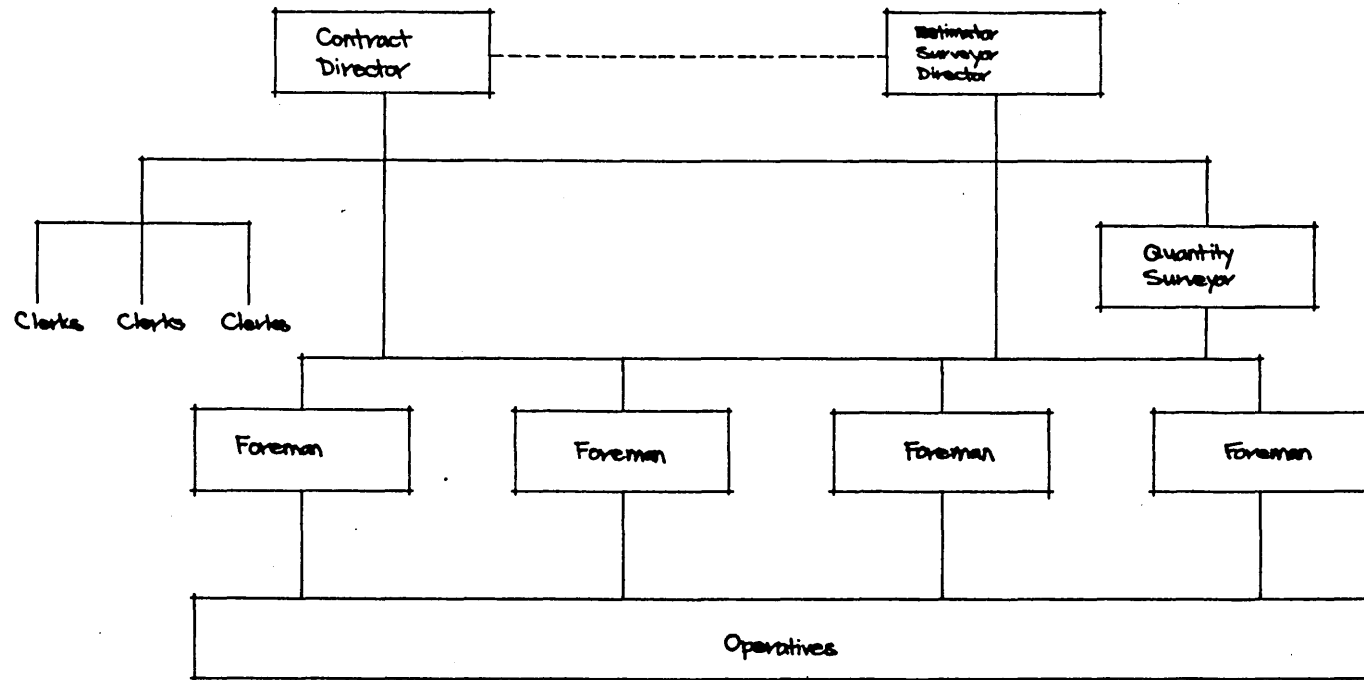 Contract
Director
Estimator
Surveyor
Director
Quantity
Surveyor
Clerks Clerks Clerks
Foreman Foreman Foreman Foreman
Operatives